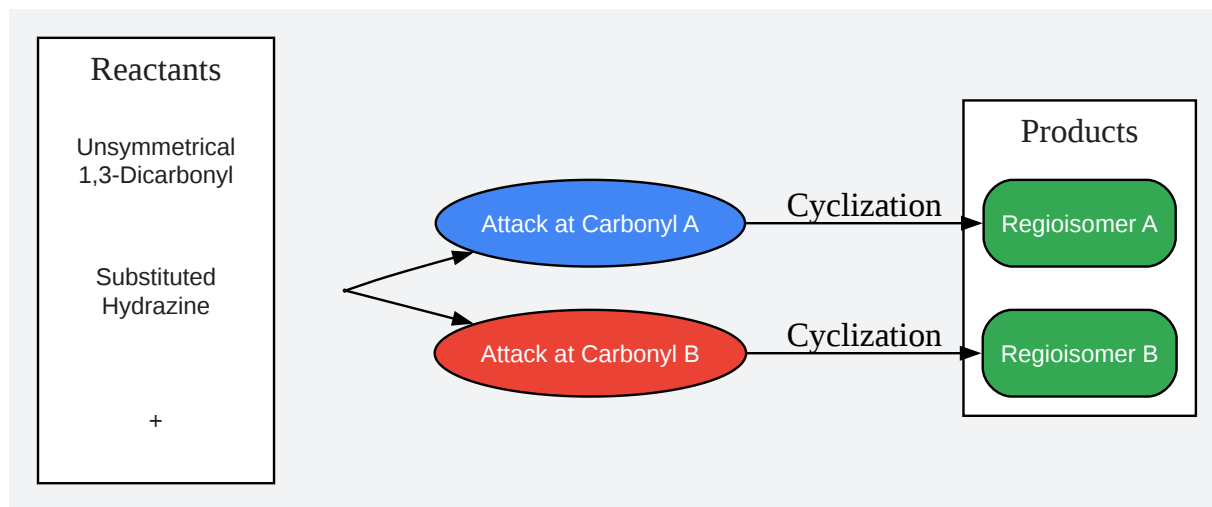 Reactants
Unsymmetrical
1,3-Dicarbonyl
Substituted
Hydrazine
+
Attack at Carbonyl A
Attack at Carbonyl B
Cyclization
Cyclization
Products
Regioisomer A
Regioisomer B